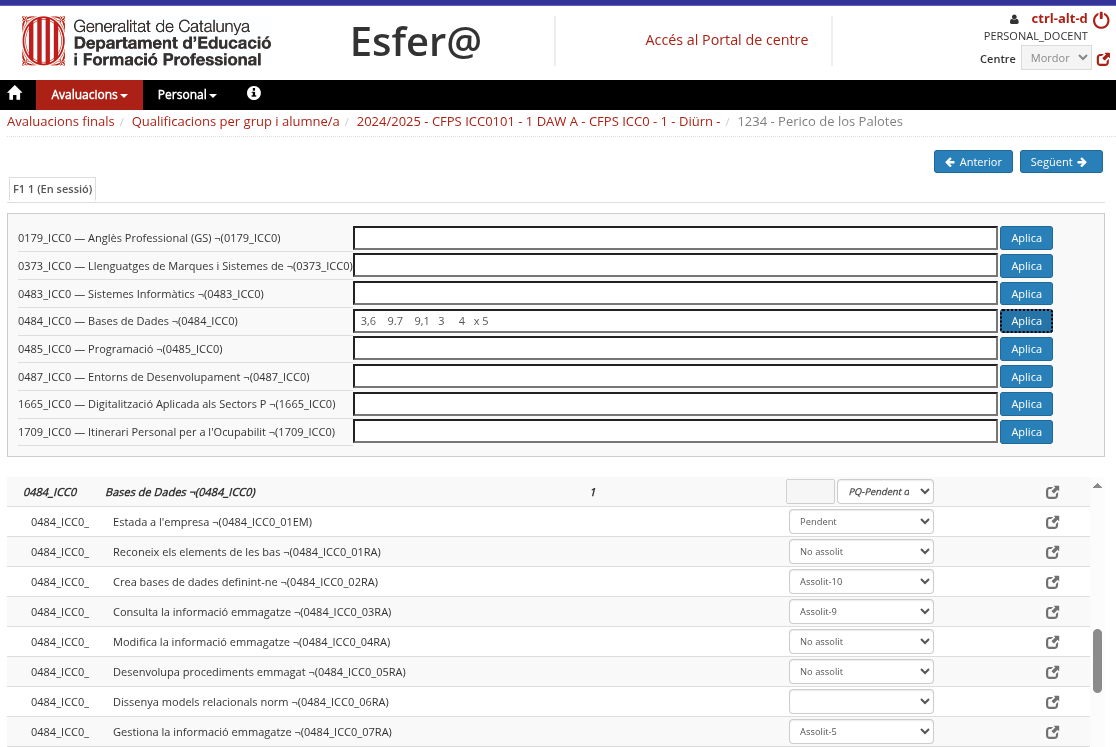 Generalitat de Catalunya
Departament d'Educació
i Formació Professional
Esfer@
Accés al Portal de centre
ctrl-alt-d
PERSONAL_DOCENT
Centre Mordor
Avaluacions Personal
Avaluacions finals / Qualificacions per grup i alumne/a / 2024/2025 - CFPS ICC0101 - 1 DAW A - CFPS ICC0 - 1 - Diürn - / 1234 - Perico de los Palotes
Anterior Següent
F1 1 (En sessió)
0179_ICC0 — Anglès Professional (GS) ¬(0179_ICC0) Aplica
0373_ICC0 — Llenguatges de Marques i Sistemes de ¬(0373_ICC0) Aplica
0483_ICC0 — Sistemes Informàtics ¬(0483_ICC0) Aplica
0484_ICC0 — Bases de Dades ¬(0484_ICC0) 3,6 9.7 9,1 3 4 x 5 Aplica
0485_ICC0 — Programació ¬(0485_ICC0) Aplica
0487_ICC0 — Entorns de Desenvolupament ¬(0487_ICC0) Aplica
1665_ICC0 — Digitalització Aplicada als Sectors P ¬(1665_ICC0) Aplica
1709_ICC0 — Itinerari Personal per a l'Ocupabilit ¬(1709_ICC0) Aplica
0484_ICC0 Bases de Dades ¬(0484_ICC0) 1 PQ-Pendent d
0484_ICC0_ Estada a l'empresa ¬(0484_ICC0_01EM) Pendent
0484_ICC0_ Reconeix els elements de les bas ¬(0484_ICC0_01RA) No assolit
0484_ICC0_ Crea bases de dades definint-ne ¬(0484_ICC0_02RA) Assolit-10
0484_ICC0_ Consulta la informació emmagatze ¬(0484_ICC0_03RA) Assolit-9
0484_ICC0_ Modifica la informació emmagatze ¬(0484_ICC0_04RA) No assolit
0484_ICC0_ Desenvolupa procediments emmagat ¬(0484_ICC0_05RA) No assolit
0484_ICC0_ Dissenya models relacionals norm ¬(0484_ICC0_06RA)
0484_ICC0_ Gestiona la informació emmagatze ¬(0484_ICC0_07RA) Assolit-5